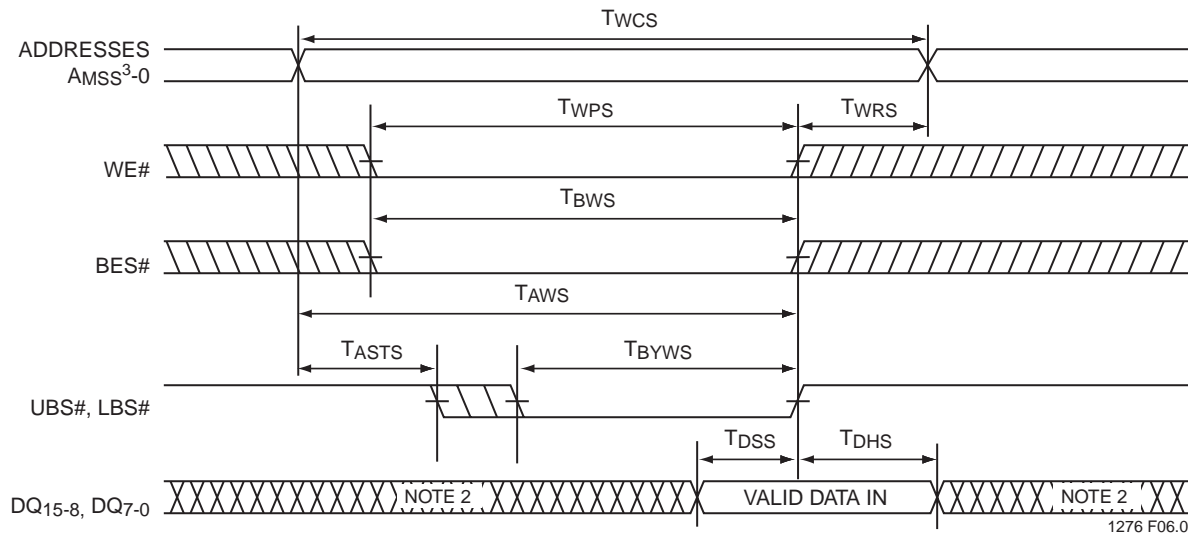 TWCS
ADDRESSES
AMSS³-0
TWPS
TWRS
WE#
TBWS
BES#
TAWS
TASTS
TBYWS
UBS#, LBS#
TDSS
TDHS
DQ15-8, DQ7-0
NOTE 2
VALID DATA IN
NOTE 2
1276 F06.0